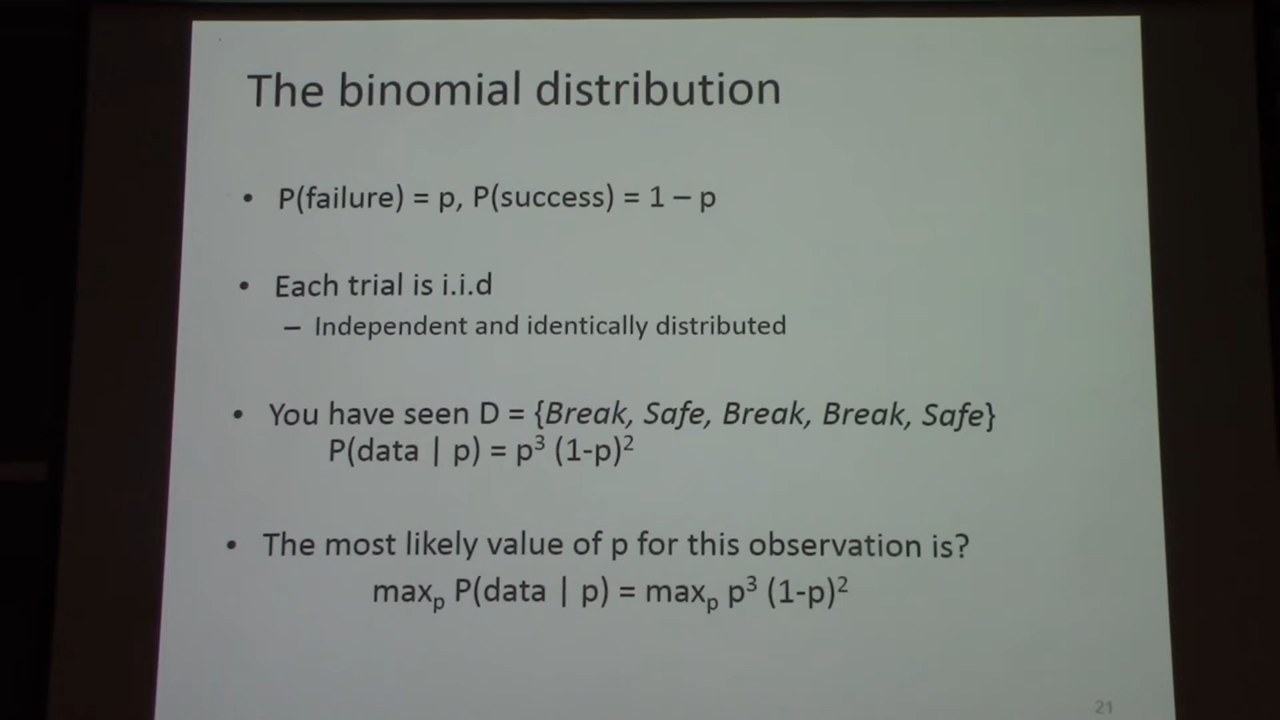 The binomial distribution
• P(failure) = p, P(success) = 1 – p
• Each trial is i.i.d
– Independent and identically distributed
• You have seen D = {Break, Safe, Break, Break, Safe}
P(data | p) = p³ (1-p)²
• The most likely value of p for this observation is?
maxₚ P(data | p) = maxₚ p³ (1-p)²
21